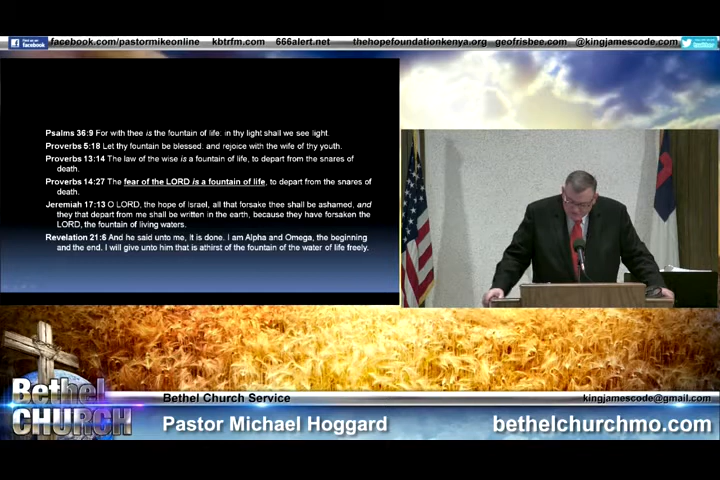 facebook.com/pastormikeonline kbtrfm.com 666alert.net thehopefoundationkenya.org geofrisbee.com @kingjamescode.com
Psalms 36:9 For with thee is the fountain of life: in thy light shall we see light.
Proverbs 5:18 Let thy fountain be blessed: and rejoice with the wife of thy youth.
Proverbs 13:14 The law of the wise is a fountain of life, to depart from the snares of
death.
Proverbs 14:27 The fear of the LORD is a fountain of life, to depart from the snares of
death.
Jeremiah 17:13 O LORD, the hope of Israel, all that forsake thee shall be ashamed, and
they that depart from me shall be written in the earth, because they have forsaken the
LORD, the fountain of living waters.
Revelation 21:6 And he said unto me, It is done. I am Alpha and Omega, the beginning
and the end. I will give unto him that is athirst of the fountain of the water of life freely.
Bethel
CHURCH
Bethel Church Service kingjamescode@gmail.com
Pastor Michael Hoggard bethelchurchmo.com